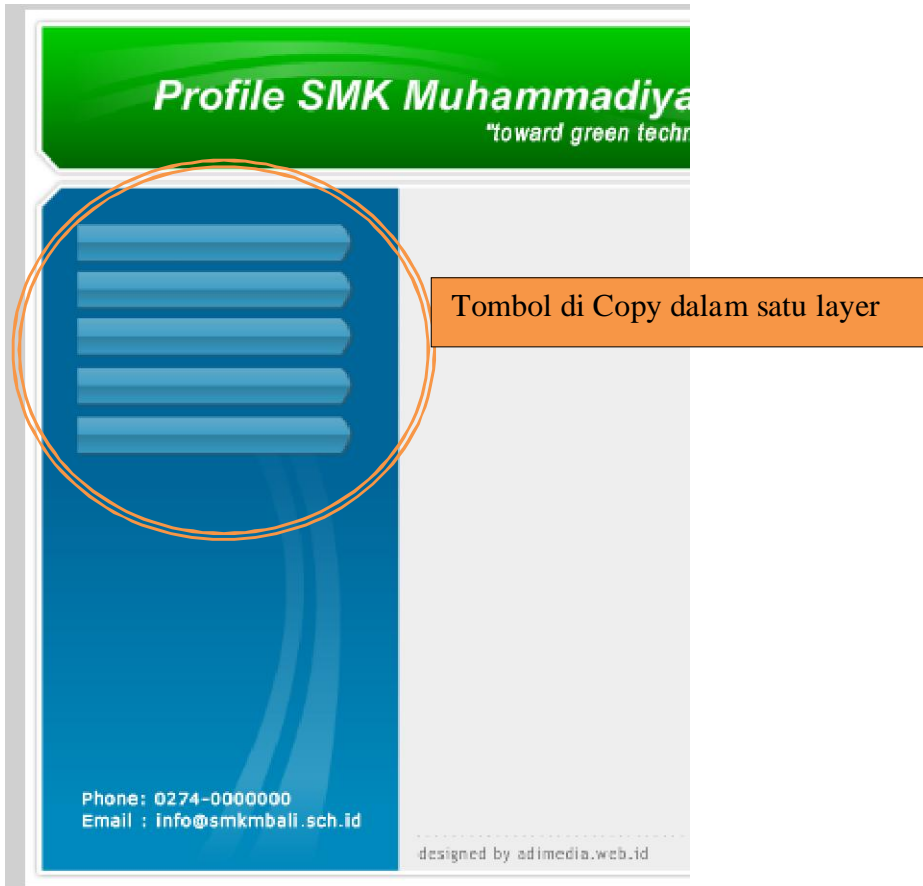 Profile SMK Muhammadiya
"toward green techn
Tombol di Copy dalam satu layer
Phone: 0274-0000000
Email : info@smkmbali.sch.id
designed by adimedia.web.id